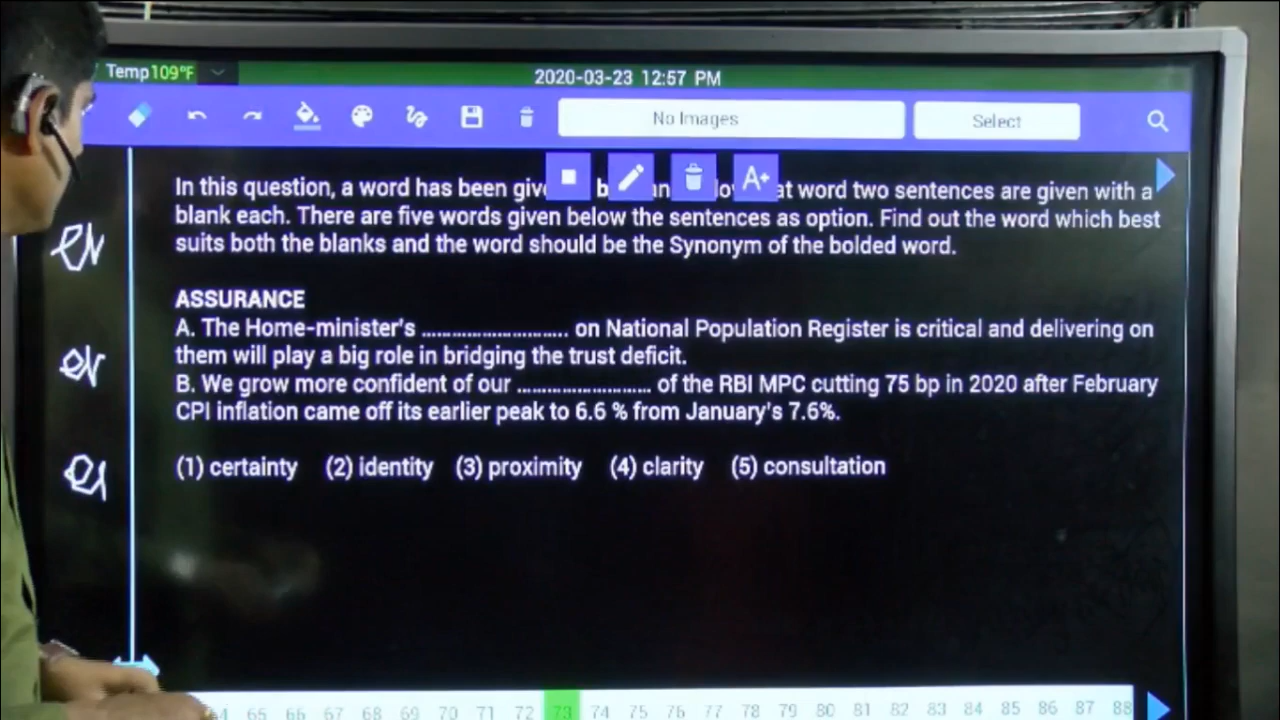 Temp109°F
2020-03-23 12:57 PM
No Images
Select
A+
In this question, a word has been at word two sentences are given with a
blank each. There are five words given below the sentences as option. Find out the word which best
suits both the blanks and the word should be the Synonym of the bolded word.
ASSURANCE
A. The Home-minister's ............................ on National Population Register is critical and delivering on
them will play a big role in bridging the trust deficit.
B. We grow more confident of our .......................... of the RBI MPC cutting 75 bp in 2020 after February
CPI inflation came off its earlier peak to 6.6 % from January's 7.6%.
(1) certainty (2) identity (3) proximity (4) clarity (5) consultation
65 66 67 68 69 70 71 72 73 74 75 76 77 78 79 80 81 82 83 84 85 86 87 88